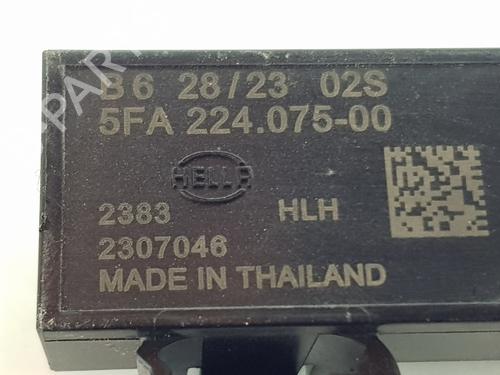 B6 28/23 02S
5FA 224.075-00
HELLA
2383 HLH
2307046
MADE IN THAILAND